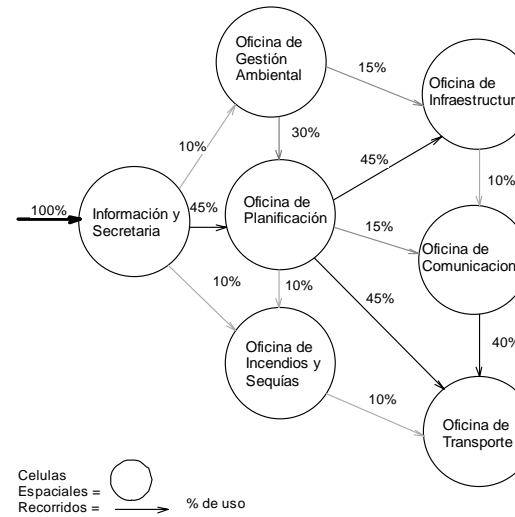 Oficina de
Gestión
Ambiental
15%
Oficina de
Infraestructur
10%
30%
45%
10%
100%
Información y
Secretaria
45%
Oficina de
Planificación
15%
Oficina de
Comunicacion
10%
10%
45%
40%
Oficina de
Incendios y
Sequías
10%
Oficina de
Transporte
Celulas
Espaciales =
Recorridos =
% de uso